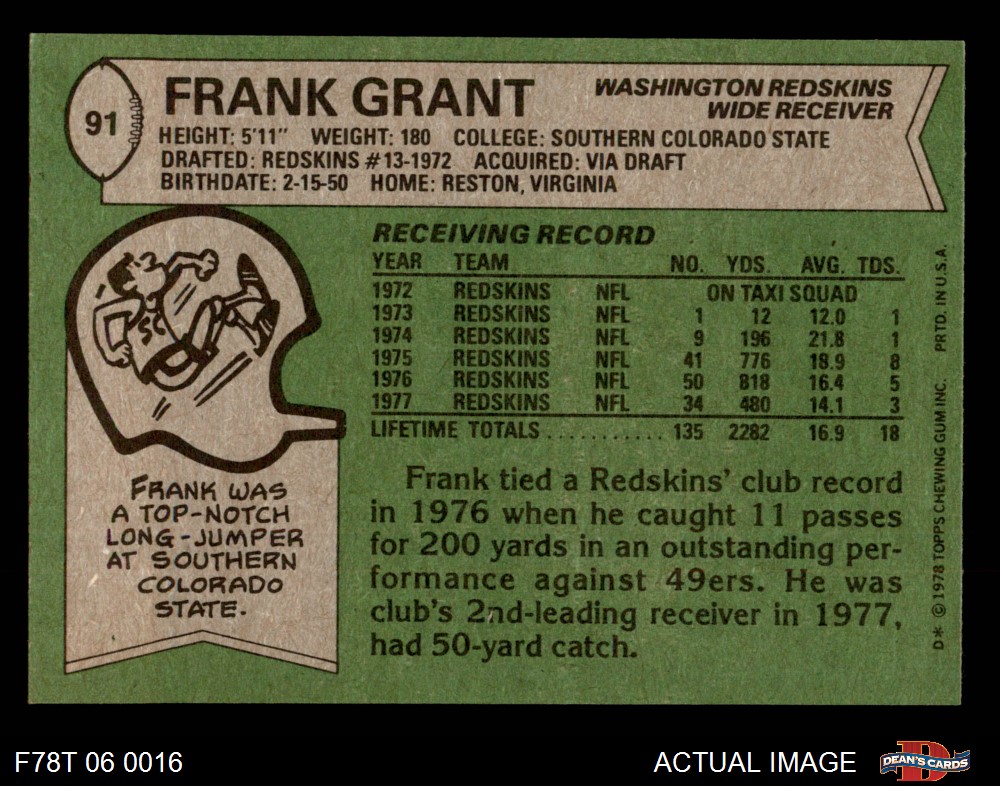 91
FRANK GRANT
WASHINGTON REDSKINS
WIDE RECEIVER
HEIGHT: 5'11" WEIGHT: 180 COLLEGE: SOUTHERN COLORADO STATE
DRAFTED: REDSKINS #13-1972 ACQUIRED: VIA DRAFT
BIRTHDATE: 2-15-50 HOME: RESTON, VIRGINIA
SC
FRANK WAS
A TOP-NOTCH
LONG-JUMPER
AT SOUTHERN
COLORADO
STATE.
RECEIVING RECORD
YEAR TEAM NO. YDS. AVG. TDS.
1972 REDSKINS NFL ON TAXI SQUAD
1973 REDSKINS NFL 1 12 12.0 1
1974 REDSKINS NFL 9 196 21.8 1
1975 REDSKINS NFL 41 776 18.9 8
1976 REDSKINS NFL 50 818 16.4 5
1977 REDSKINS NFL 34 480 14.1 3
LIFETIME TOTALS ........... 135 2282 16.9 18
Frank tied a Redskins' club record
in 1976 when he caught 11 passes
for 200 yards in an outstanding per-
formance against 49ers. He was
club's 2nd-leading receiver in 1977,
had 50-yard catch.
D* © 1978 TOPPS CHEWING GUM INC. PRTD. IN U.S.A.
F78T 06 0016
ACTUAL IMAGE
D
DEAN'S CARDS